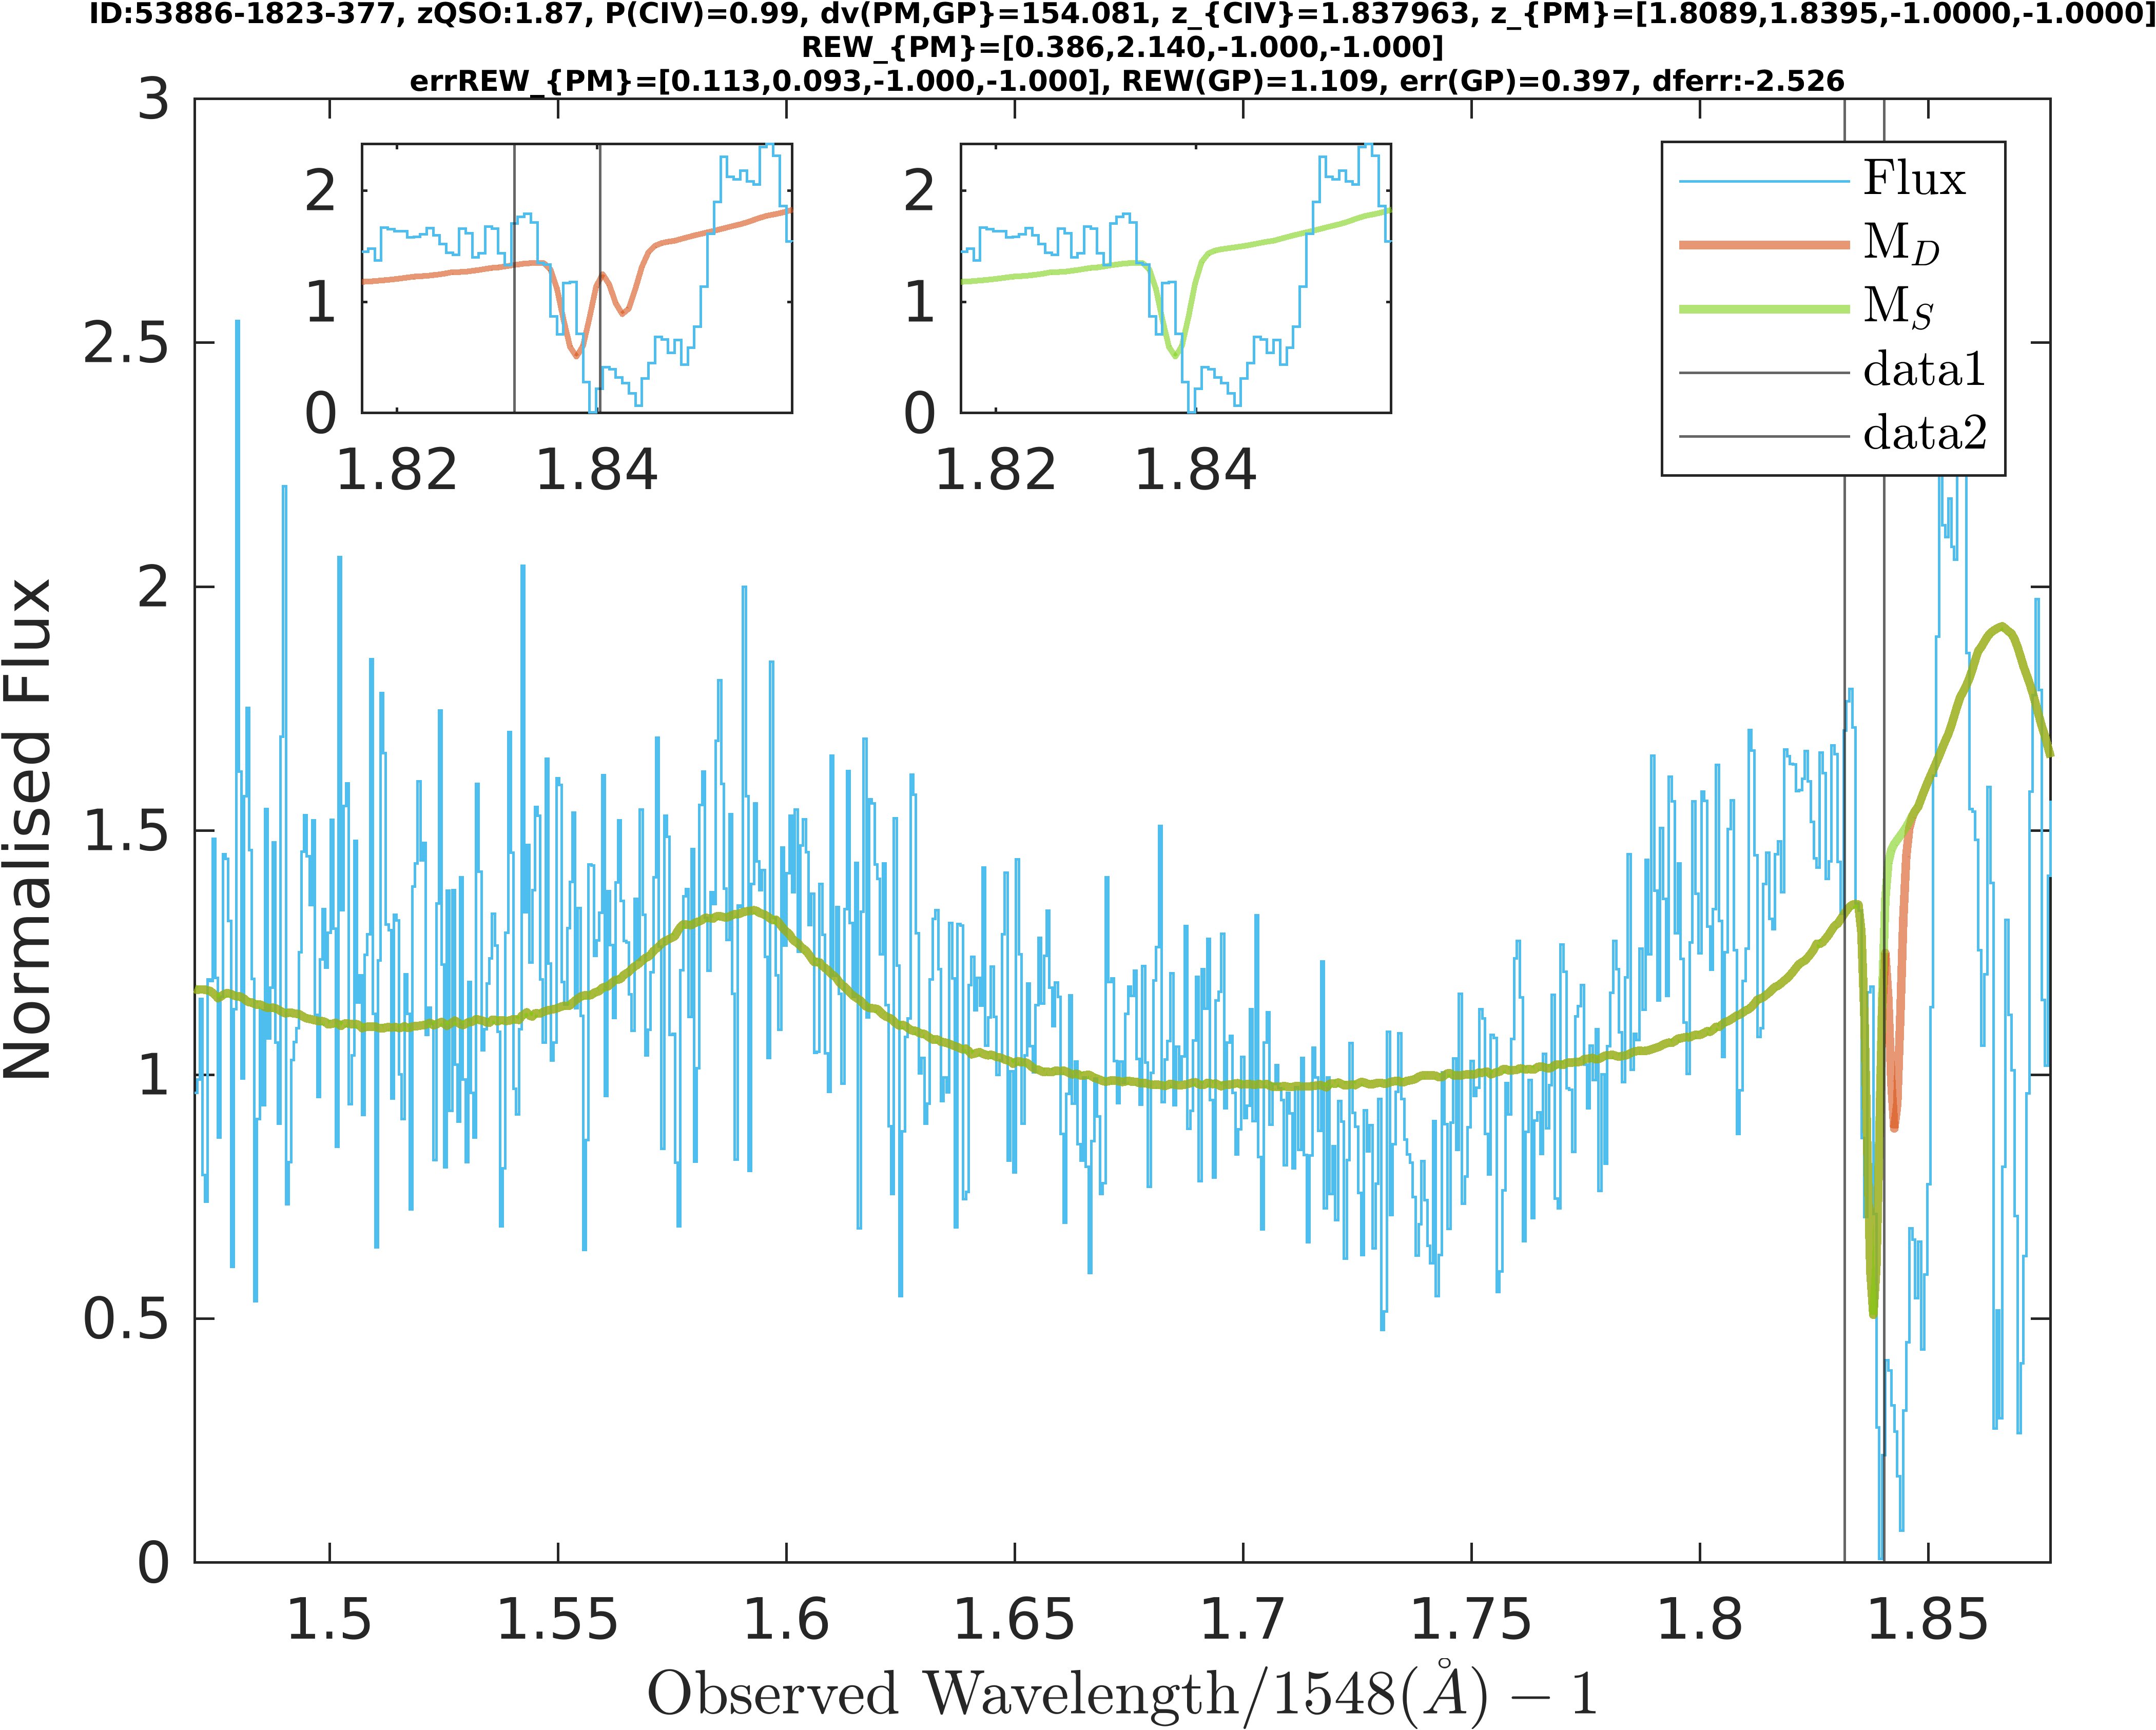 ID:53886-1823-377, zQSO:1.87, P(CIV)=0.99, dv(PM,GP}=154.081, z_{CIV}=1.837963, z_{PM}=[1.8089,1.8395,-1.0000,-1.0000]
REW_{PM}=[0.386,2.140,-1.000,-1.000]
errREW_{PM}=[0.113,0.093,-1.000,-1.000], REW(GP)=1.109, err(GP)=0.397, dferr:-2.526
3
2.5
2
1.5
1
0.5
0
Normalised Flux
2
1
0
1.82 1.84
2
1
0
1.82 1.84
Flux
M_D
M_S
data1
data2
1.5 1.55 1.6 1.65 1.7 1.75 1.8 1.85
Observed Wavelength/1548(Å) − 1